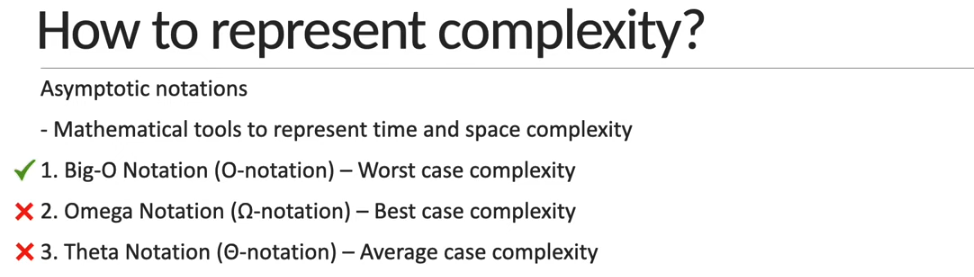 How to represent complexity?
Asymptotic notations
- Mathematical tools to represent time and space complexity
1. Big-O Notation (O-notation) – Worst case complexity
2. Omega Notation (Ω-notation) – Best case complexity
3. Theta Notation (Θ-notation) – Average case complexity